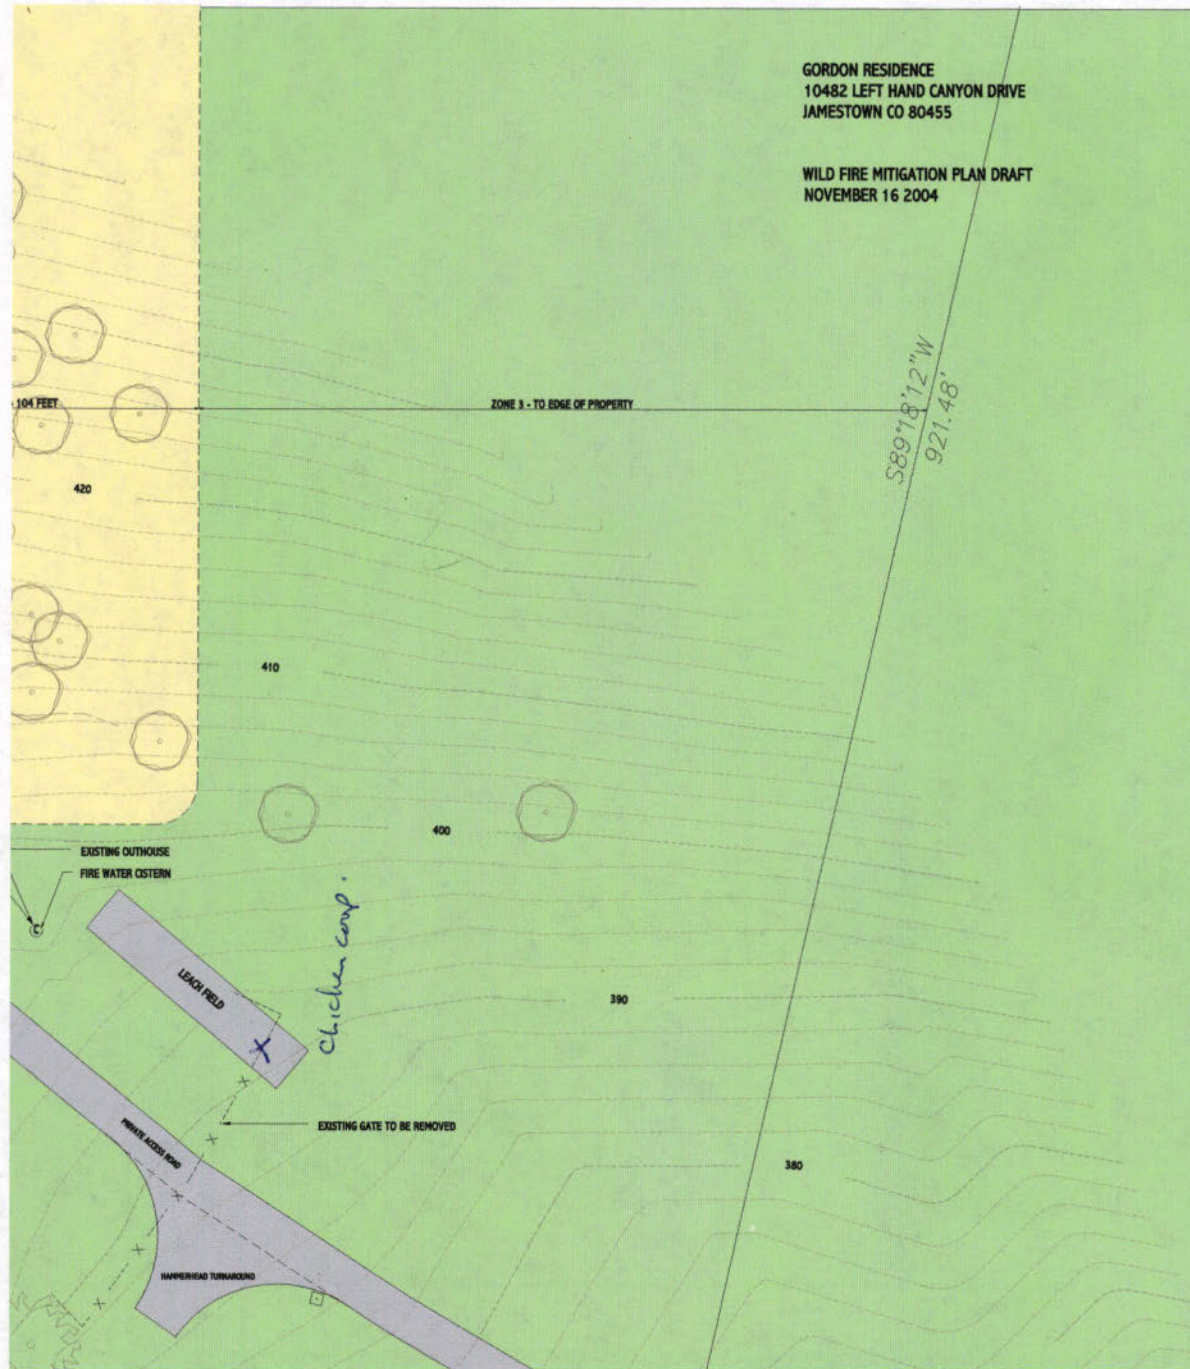 GORDON RESIDENCE
10482 LEFT HAND CANYON DRIVE
JAMESTOWN CO 80455
WILD FIRE MITIGATION PLAN DRAFT
NOVEMBER 16 2004
S89°18'12"W
921.48'
104 FEET
ZONE 3 - TO EDGE OF PROPERTY
420
410
400
EXISTING OUTHOUSE
FIRE WATER CISTERN
C
LEACH FIELD
Chicken coop.
390
EXISTING GATE TO BE REMOVED
PRIVATE ACCESS ROAD
380
HAMMERHEAD TURNAROUND